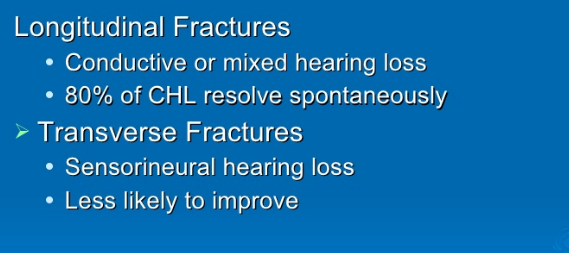 Longitudinal Fractures
• Conductive or mixed hearing loss
• 80% of CHL resolve spontaneously
➢ Transverse Fractures
• Sensorineural hearing loss
• Less likely to improve